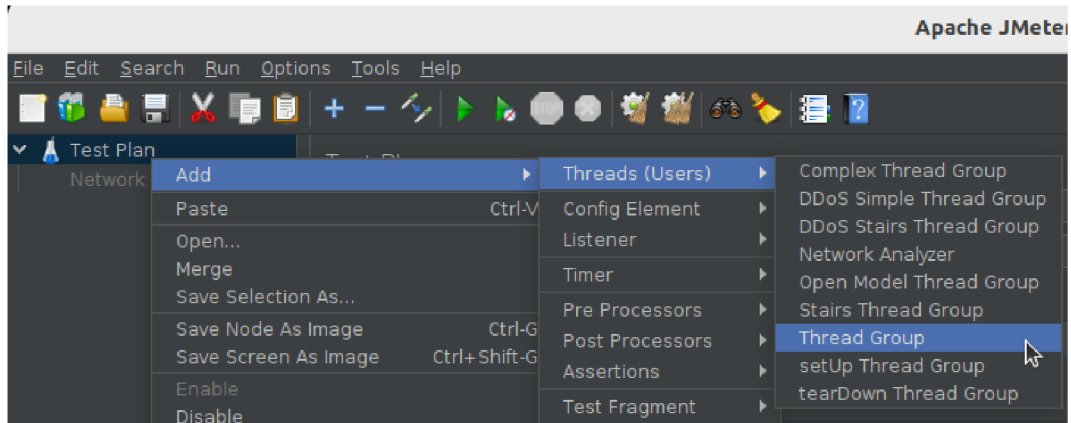 Apache JMeter
File Edit Search Run Options Tools Help
STOP
Test Plan
Network
Add
Paste Ctrl-V
Open...
Merge
Save Selection As...
Save Node As Image Ctrl-G
Save Screen As Image Ctrl+Shift-G
Enable
Disable
Threads (Users)
Config Element
Listener
Timer
Pre Processors
Post Processors
Assertions
Test Fragment
Complex Thread Group
DDoS Simple Thread Group
DDoS Stairs Thread Group
Network Analyzer
Open Model Thread Group
Stairs Thread Group
Thread Group
setUp Thread Group
tearDown Thread Group